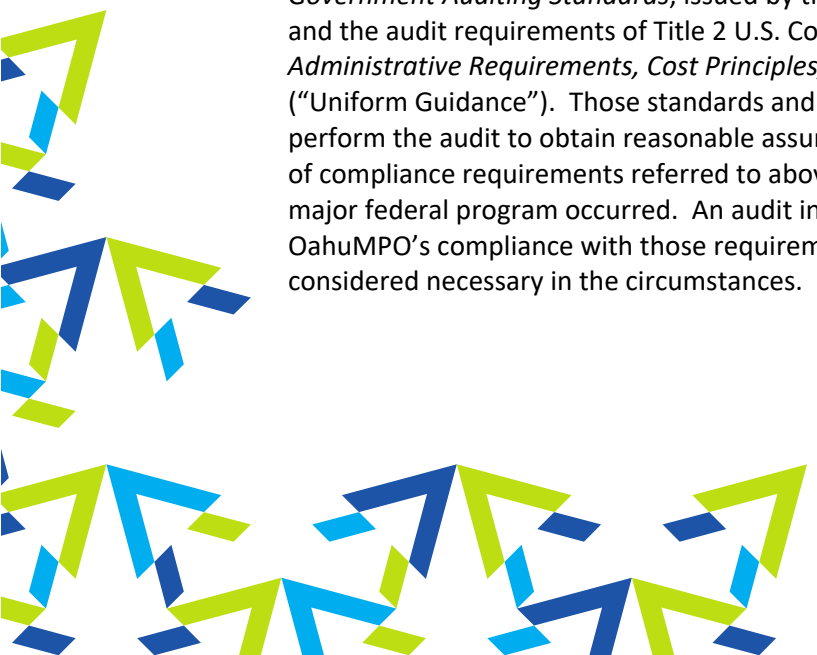 Government Auditing Standards, issued by th
and the audit requirements of Title 2 U.S. Co
Administrative Requirements, Cost Principles,
("Uniform Guidance").  Those standards and
perform the audit to obtain reasonable assur
of compliance requirements referred to abov
major federal program occurred.  An audit in
OahuMPO's compliance with those requirem
considered necessary in the circumstances.